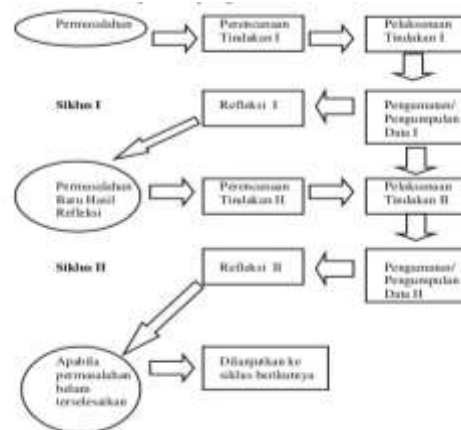 Permasalahan
Perencanaan
Tindakan I
Pelaksanaan
Tindakan I
Siklus I
Refleksi I
Pengamatan/
Pengumpulan
Data I
Permasalahan
Baru Hasil
Refleksi
Perencanaan
Tindakan II
Pelaksanaan
Tindakan II
Siklus II
Refleksi II
Pengamatan/
Pengumpulan
Data II
Apabila
permasalahan
belum
terselesaikan
Dilanjutkan ke
siklus berikutnya